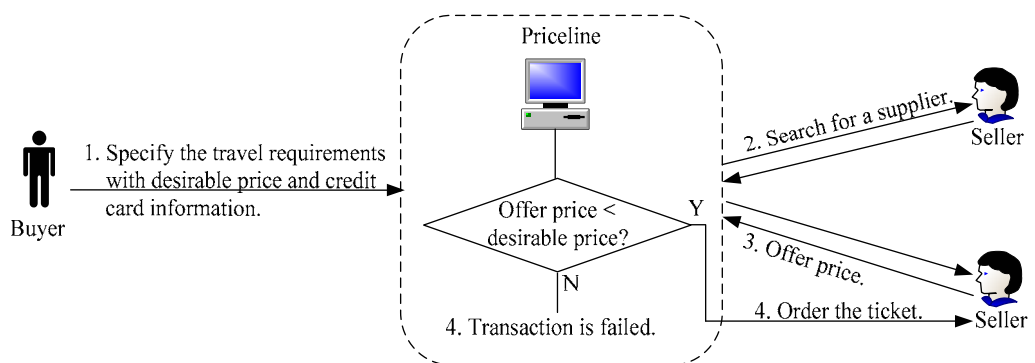 Priceline
1. Specify the travel requirements
with desirable price and credit
card information.
Buyer
Offer price <
desirable price?
Y
N
4. Transaction is failed.
2. Search for a supplier.
Seller
3. Offer price.
4. Order the ticket.
Seller